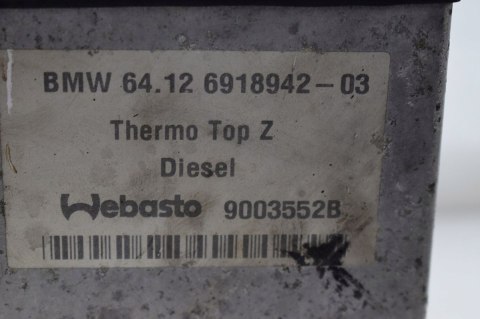 BMW 64.12 6918942-03
Thermo Top Z
Diesel
Webasto 9003552B